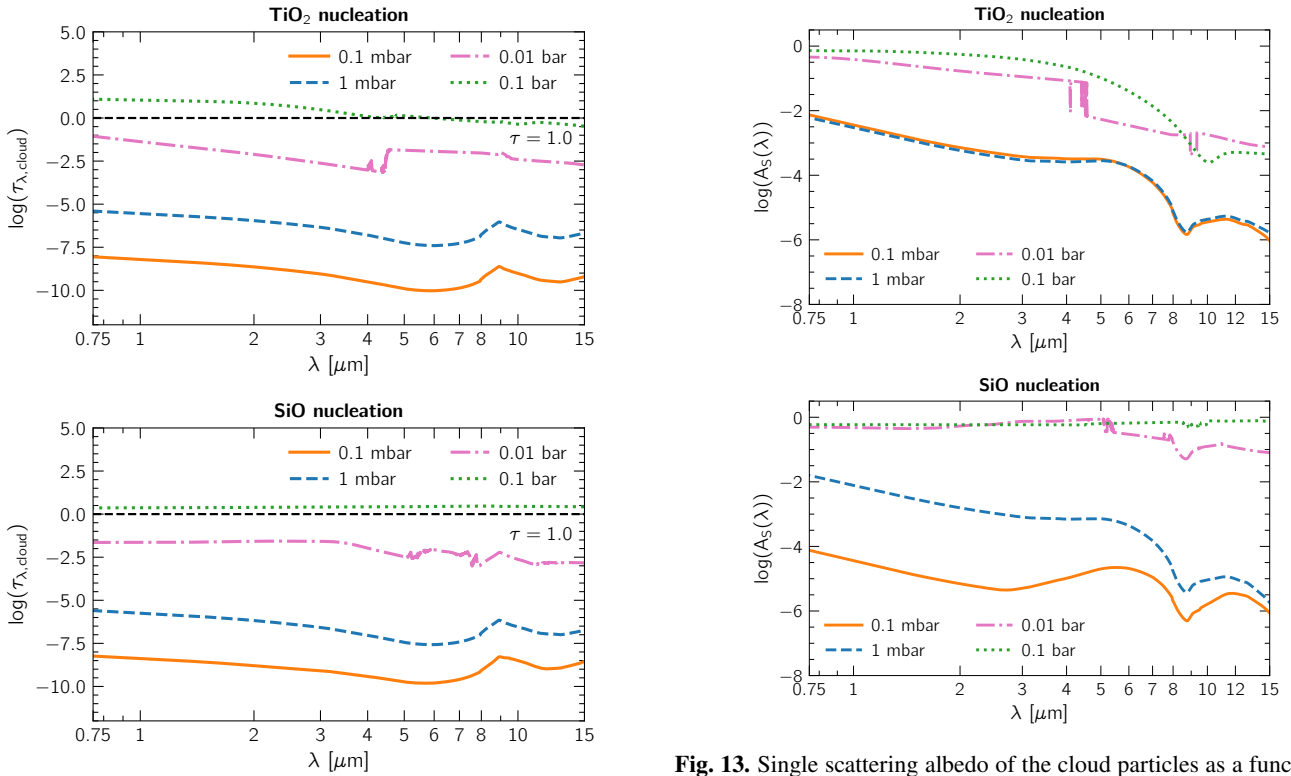 TiO₂ nucleation
5.0
2.5
0.0
−2.5
−5.0
−7.5
−10.0
log(τλ,cloud)
0.1 mbar
1 mbar
0.01 bar
0.1 bar
τ = 1.0
0.75 1 2 3 4 5 6 7 8 10 15
λ [μm]
SiO nucleation
5.0
2.5
0.0
−2.5
−5.0
−7.5
−10.0
log(τλ,cloud)
0.1 mbar
1 mbar
0.01 bar
0.1 bar
τ = 1.0
0.75 1 2 3 4 5 6 7 8 10 15
λ [μm]
TiO₂ nucleation
0
−2
−4
−6
−8
log(As(λ))
0.1 mbar
1 mbar
0.01 bar
0.1 bar
0.75 1 2 3 4 5 6 7 8 10 12 15
λ [μm]
SiO nucleation
0
−2
−4
−6
−8
log(As(λ))
0.1 mbar
1 mbar
0.01 bar
0.1 bar
0.75 1 2 3 4 5 6 7 8 10 12 15
λ [μm]
Fig. 13. Single scattering albedo of the cloud particles as a func